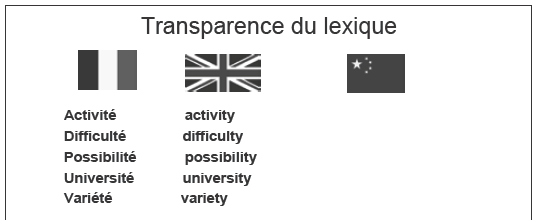 Transparence du lexique
Activité activity
Difficulté difficulty
Possibilité possibility
Université university
Variété variety